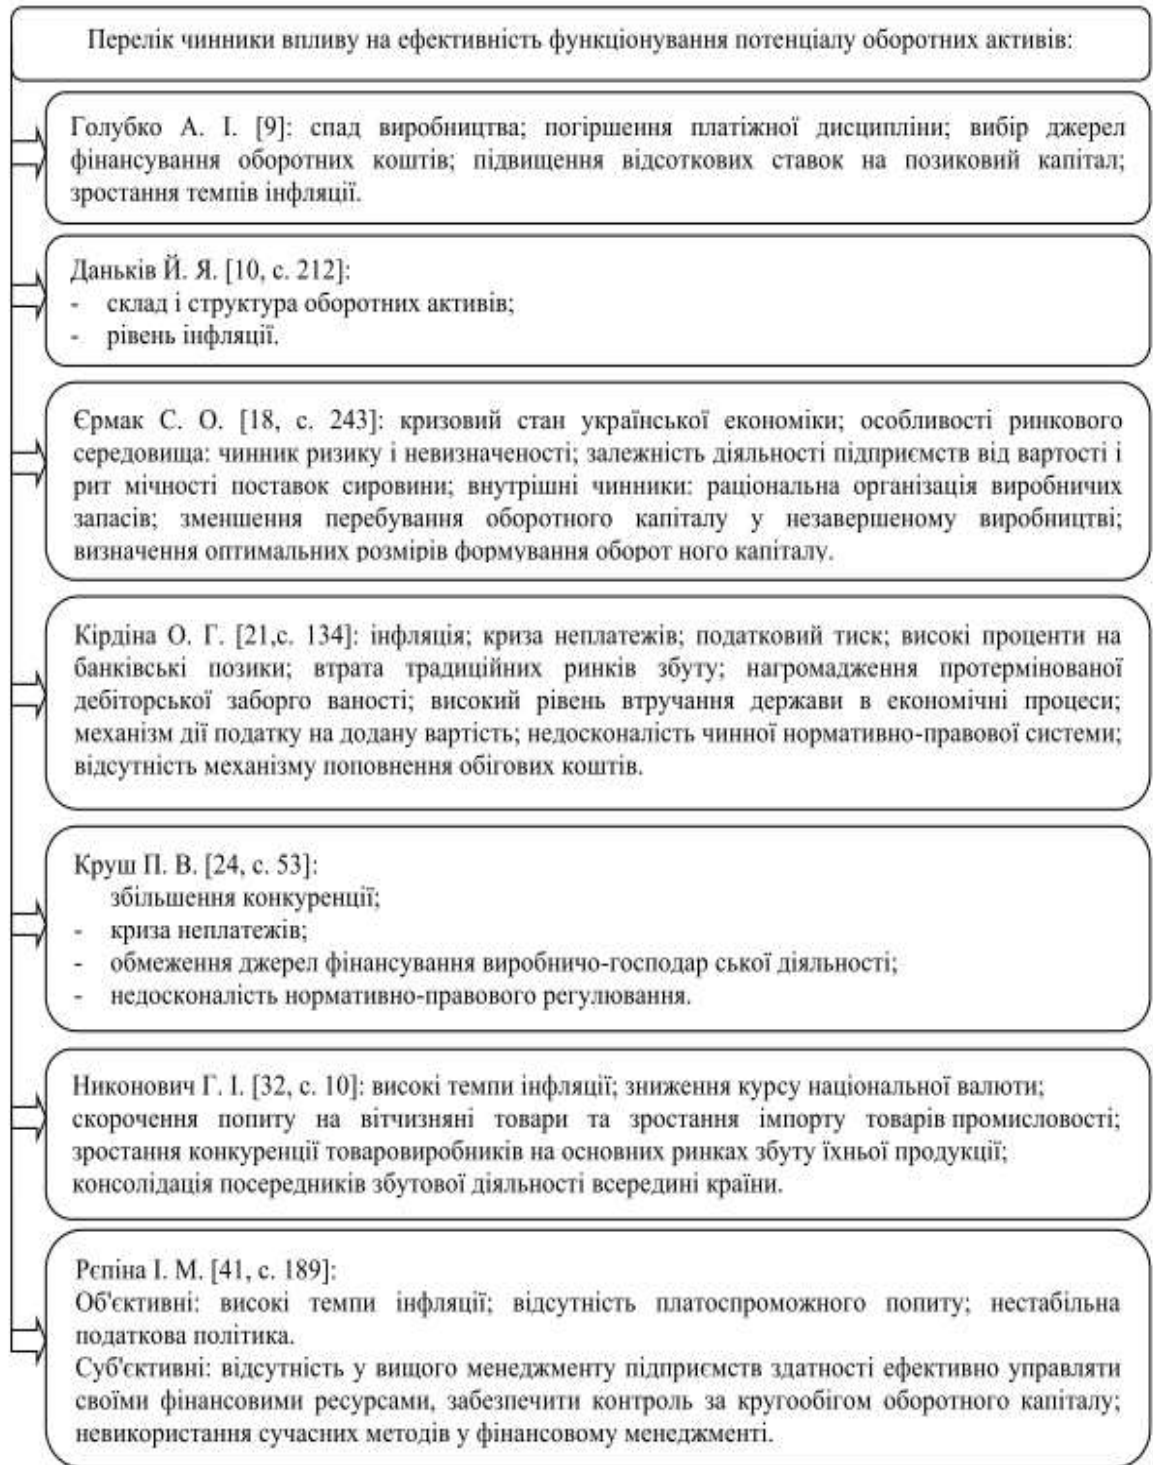 Перелік чинники впливу на ефективність функціонування потенціалу оборотних активів:
Голубко А. І. [9]: спад виробництва; погіршення платіжної дисципліни; вибір джерел
фінансування оборотних коштів; підвищення відсоткових ставок на позиковий капітал;
зростання темпів інфляції.
Даньків Й. Я. [10, с. 212]:
- склад і структура оборотних активів;
- рівень інфляції.
Єрмак С. О. [18, с. 243]: кризовий стан української економіки; особливості ринкового
середовища: чинник ризику і невизначеності; залежність діяльності підприємств від вартості і
рит мічності поставок сировини; внутрішні чинники: раціональна організація виробничих
запасів; зменшення перебування оборотного капіталу у незавершеному виробництві;
визначення оптимальних розмірів формування оборот ного капіталу.
Кірдіна О. Г. [21,с. 134]: інфляція; криза неплатежів; податковий тиск; високі проценти на
банківські позики; втрата традиційних ринків збуту; нагромадження протермінованої
дебіторської заборго ваності; високий рівень втручання держави в економічні процеси;
механізм дії податку на додану вартість; недосконалість чинної нормативно-правової системи;
відсутність механізму поповнення обігових коштів.
Круш П. В. [24, с. 53]:
збільшення конкуренції;
- криза неплатежів;
- обмеження джерел фінансування виробничо-господар ської діяльності;
- недосконалість нормативно-правового регулювання.
Никонович Г. І. [32, с. 10]: високі темпи інфляції; зниження курсу національної валюти;
скорочення попиту на вітчизняні товари та зростання імпорту товарів промисловості;
зростання конкуренції товаровиробників на основних ринках збуту їхньої продукції;
консолідація посередників збутової діяльності всередині країни.
Рєпіна І. М. [41, с. 189]:
Об'єктивні: високі темпи інфляції; відсутність платоспроможного попиту; нестабільна
податкова політика.
Суб'єктивні: відсутність у вищого менеджменту підприємств здатності ефективно управляти
своїми фінансовими ресурсами, забезпечити контроль за кругообігом оборотного капіталу;
невикористання сучасних методів у фінансовому менеджменті.